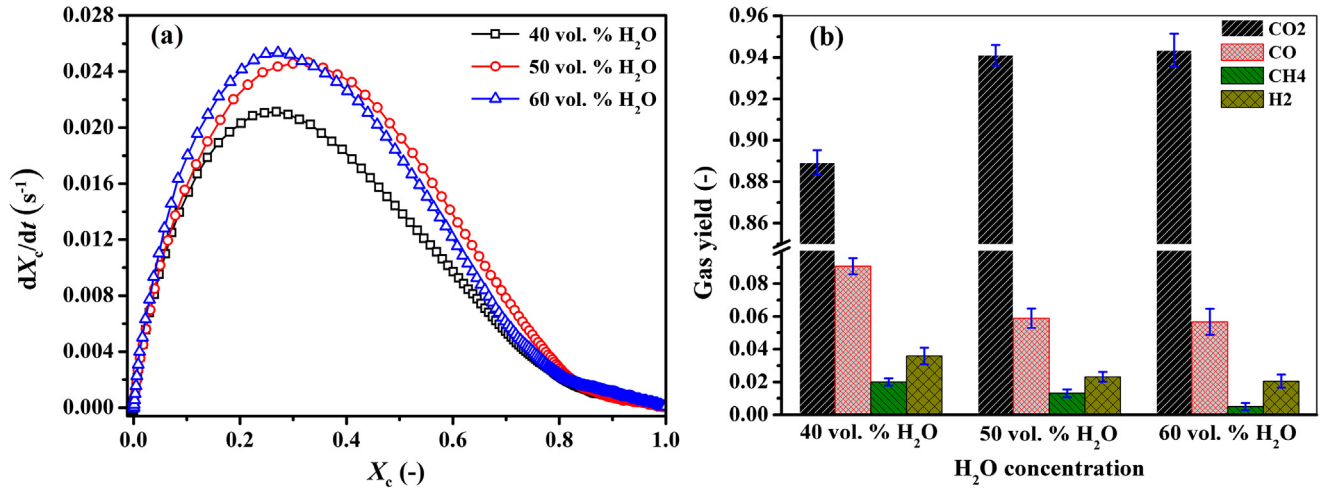 (a)
40 vol. % H₂O
50 vol. % H₂O
60 vol. % H₂O
0.028
0.024
0.020
0.016
0.012
0.008
0.004
0.000
dXc/dt (s⁻¹)
0.0 0.2 0.4 0.6 0.8 1.0
Xc (-)
(b)
CO2
CO
CH4
H2
0.96
0.94
0.92
0.90
0.88
0.86
0.08
0.06
0.04
0.02
0.00
Gas yield (-)
40 vol. % H₂O 50 vol. % H₂O 60 vol. % H₂O
H₂O concentration